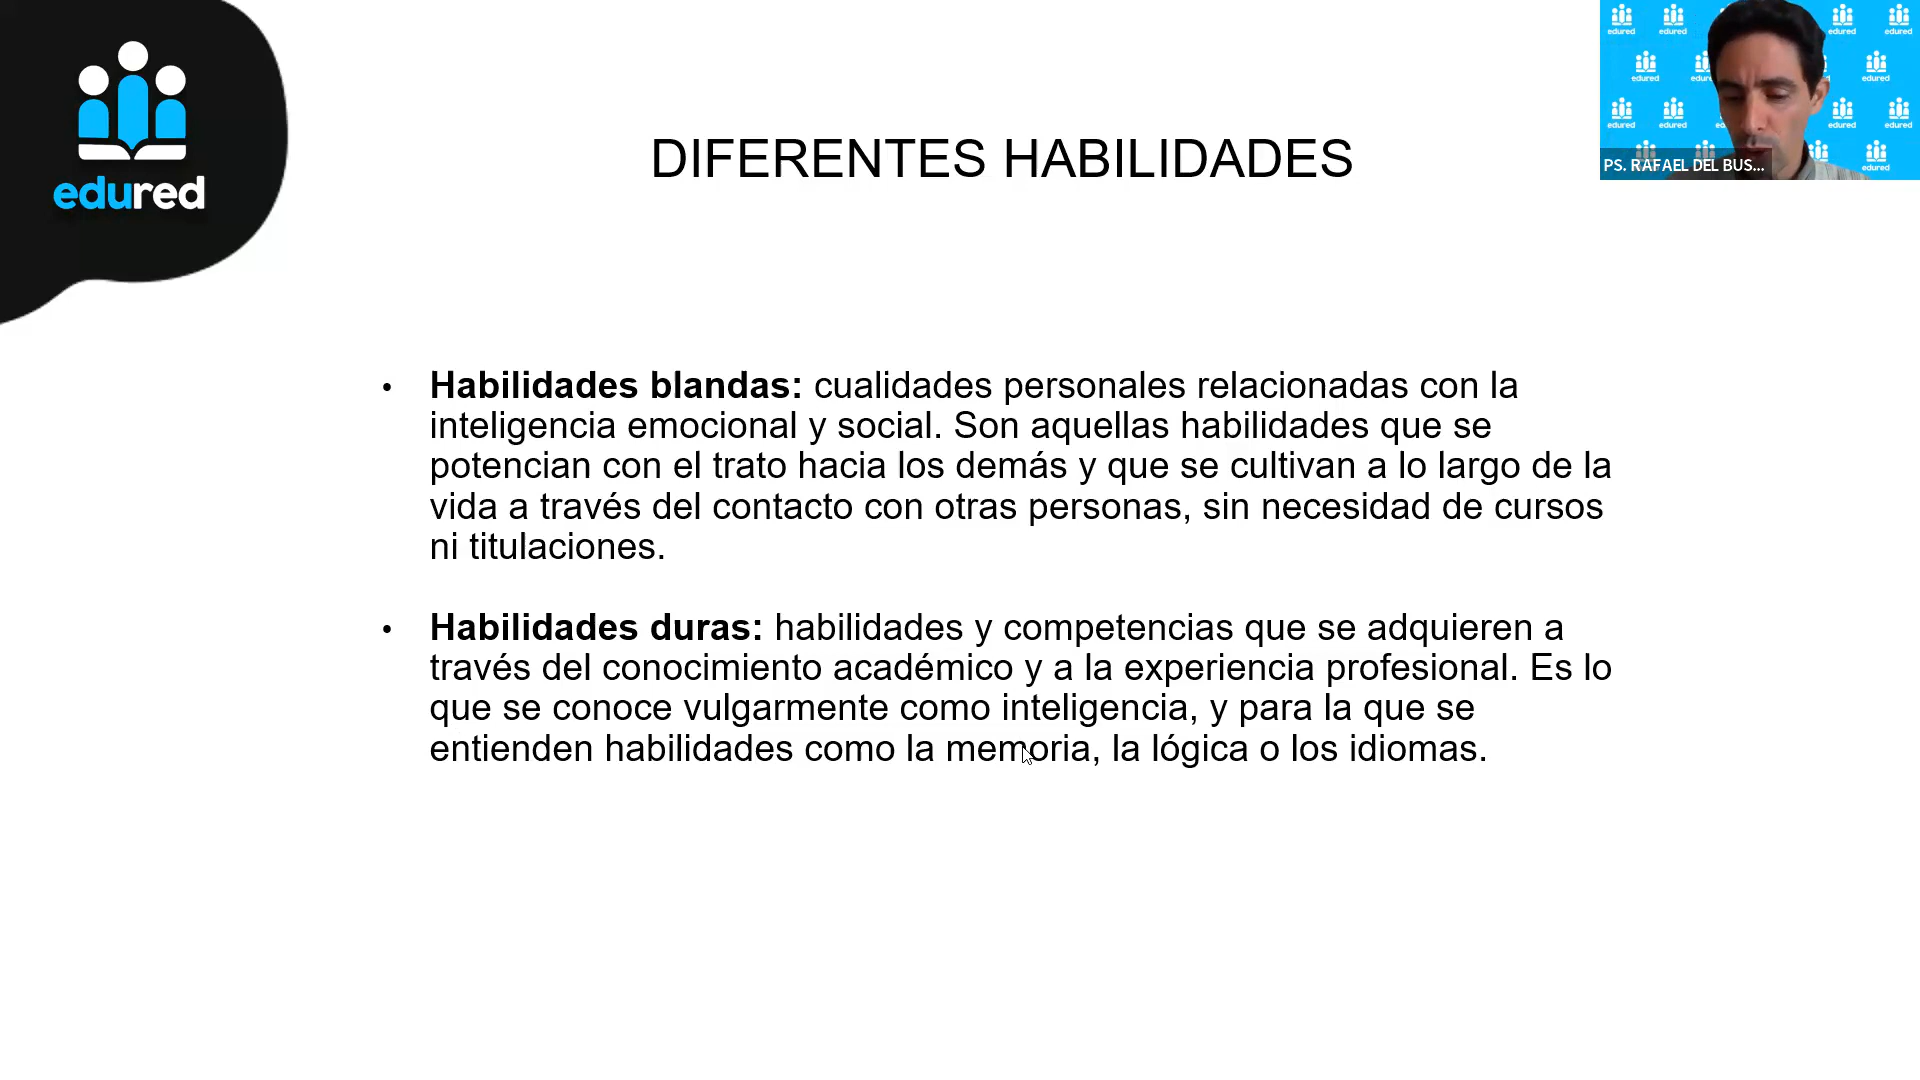 edured
DIFERENTES HABILIDADES
PS. RAFAEL DEL BUS...
• Habilidades blandas: cualidades personales relacionadas con la
inteligencia emocional y social. Son aquellas habilidades que se
potencian con el trato hacia los demás y que se cultivan a lo largo de la
vida a través del contacto con otras personas, sin necesidad de cursos
ni titulaciones.
• Habilidades duras: habilidades y competencias que se adquieren a
través del conocimiento académico y a la experiencia profesional. Es lo
que se conoce vulgarmente como inteligencia, y para la que se
entienden habilidades como la memoria, la lógica o los idiomas.